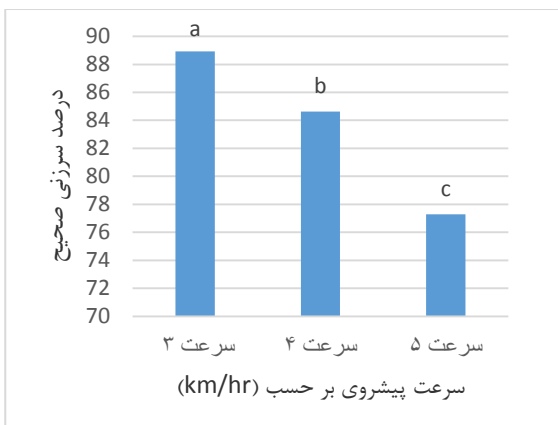 درصد سرزنی صحیح
90
88
86
84
82
80
78
76
74
72
70
a
b
c
سرعت ۳
سرعت ۴
سرعت ۵
سرعت پیشروی بر حسب (km/hr)